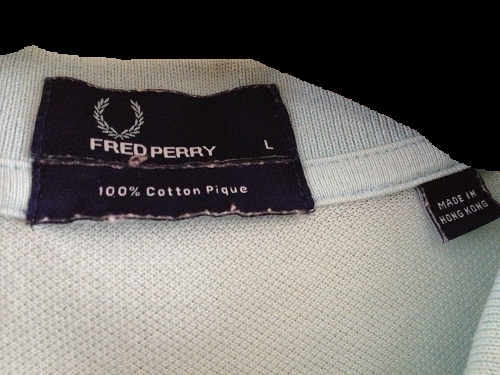 FRED PERRY L
100% Cotton Pique
MADE IN
HONG KONG